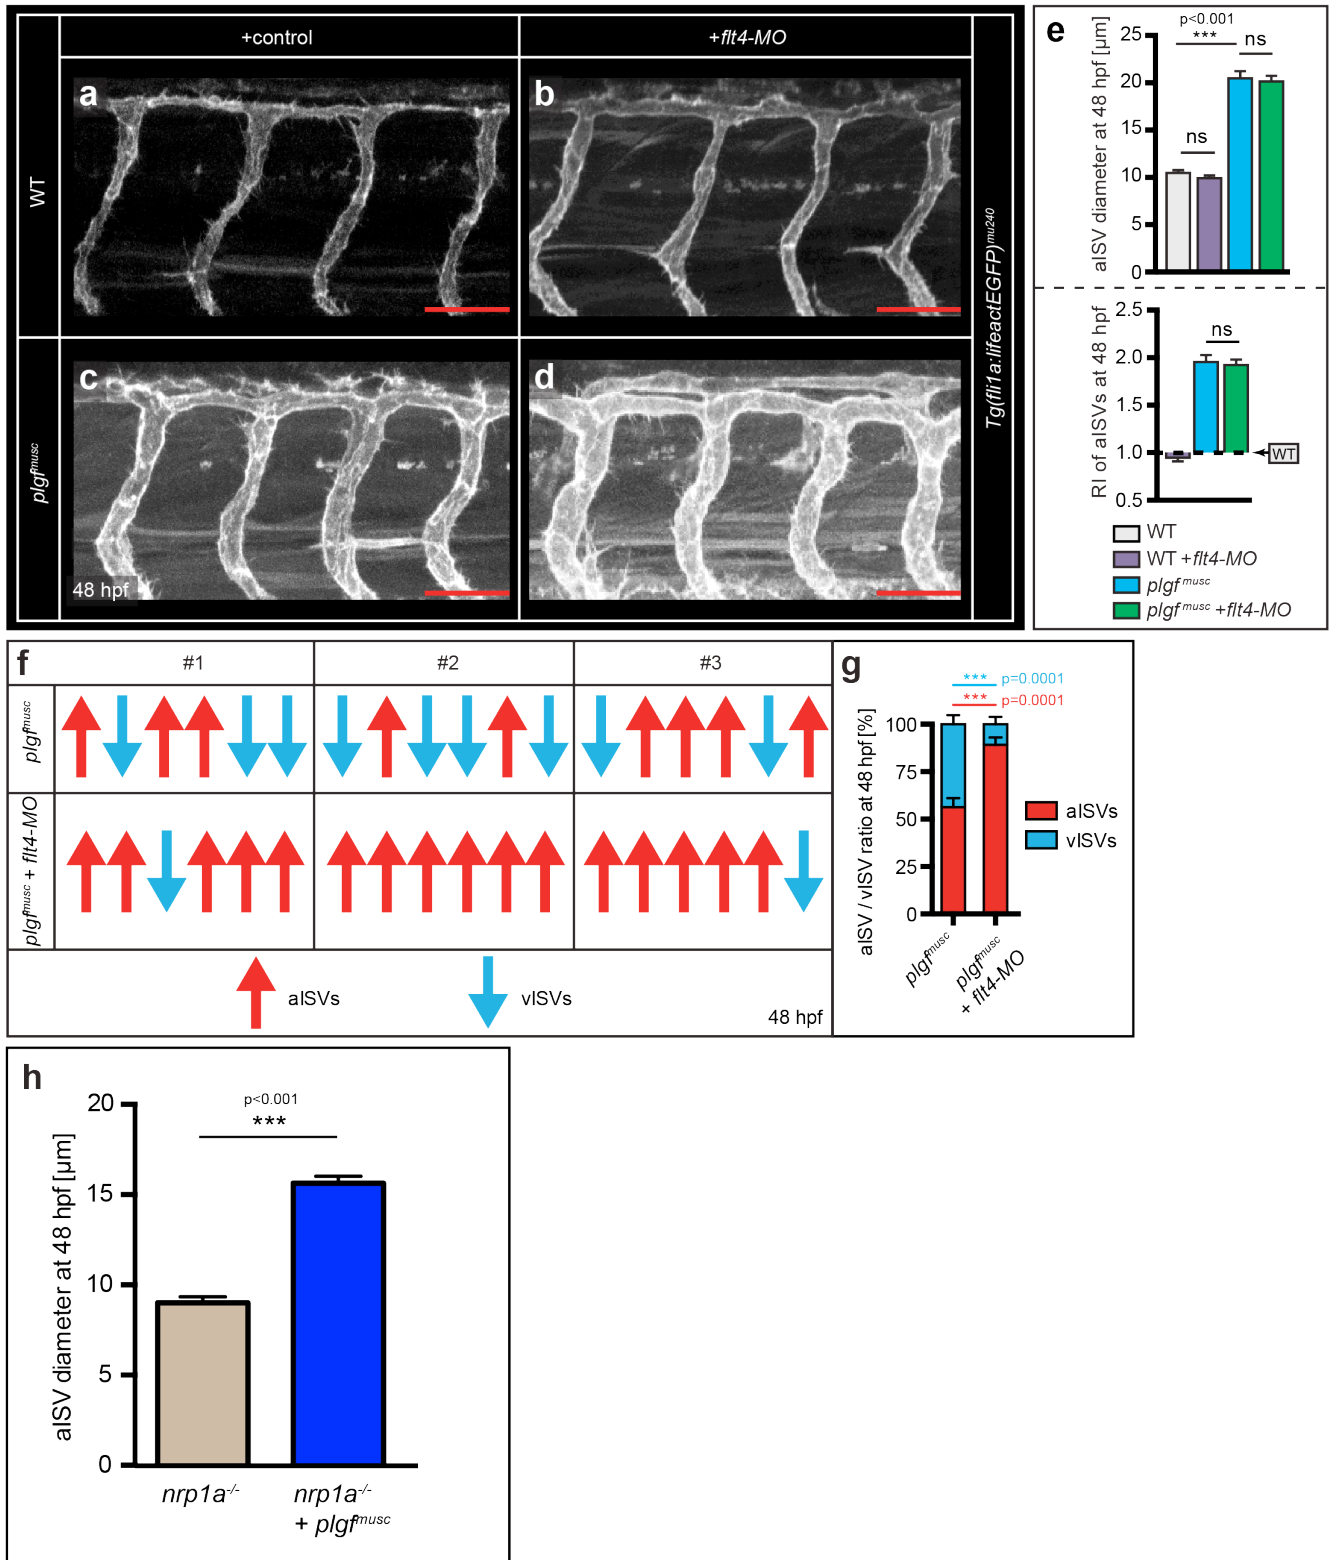 +control
+flt4-MO
WT
plgfmusc
Tg(fli1a:lifeactEGFP)mu240
a
b
c
d
48 hpf
e
aISV diameter at 48 hpf [µm]
25
20
15
10
5
0
p<0.001
***
ns
ns
RI of aISVs at 48 hpf
2.5
2.0
1.5
1.0
0.5
ns
WT
WT
WT +flt4-MO
plgf musc
plgf musc +flt4-MO
f
#1
#2
#3
plgfmusc
plgfmusc + flt4-MO
aISVs
vISVs
48 hpf
g
*** p=0.0001
*** p=0.0001
aISV / vISV ratio at 48 hpf [%]
100
75
50
25
0
plgfmusc
plgfmusc
+ flt4-MO
aISVs
vISVs
h
aISV diameter at 48 hpf [µm]
20
15
10
5
0
p<0.001
***
nrp1a-/-
nrp1a-/-
+ plgfmusc